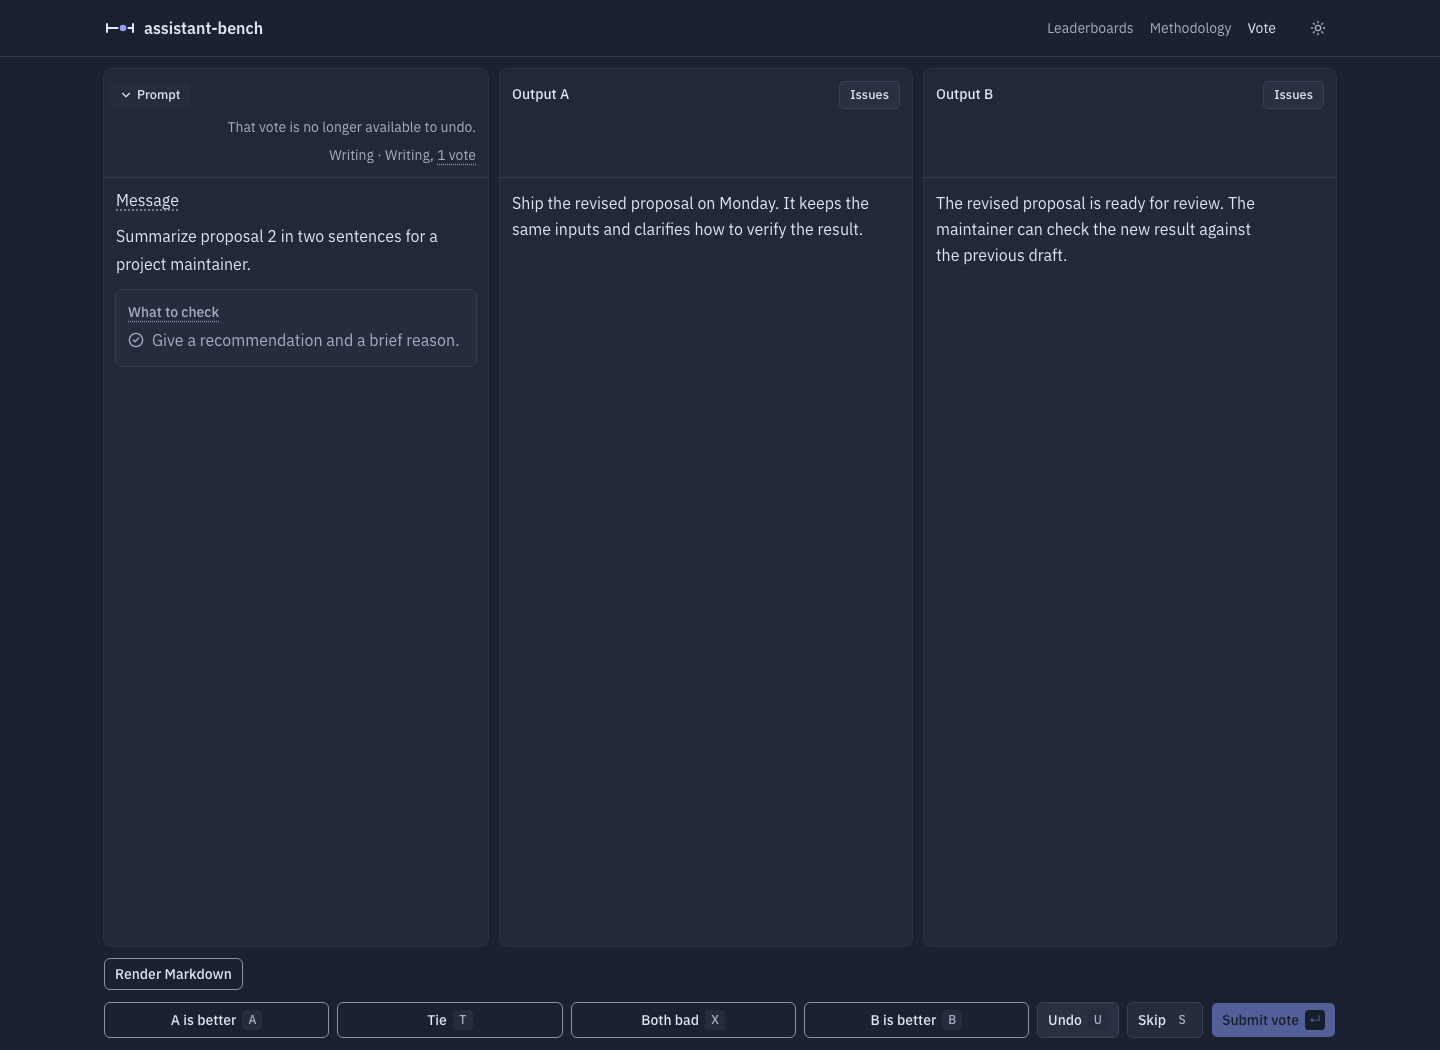 assistant-bench
Leaderboards
Methodology
Vote
Prompt
That vote is no longer available to undo.
Writing · Writing, 1 vote
Message
Summarize proposal 2 in two sentences for a
project maintainer.
What to check
Give a recommendation and a brief reason.
Output A
Issues
Ship the revised proposal on Monday. It keeps the
same inputs and clarifies how to verify the result.
Output B
Issues
The revised proposal is ready for review. The
maintainer can check the new result against
the previous draft.
Render Markdown
A is better A
Tie T
Both bad X
B is better B
Undo U
Skip S
Submit vote ↵